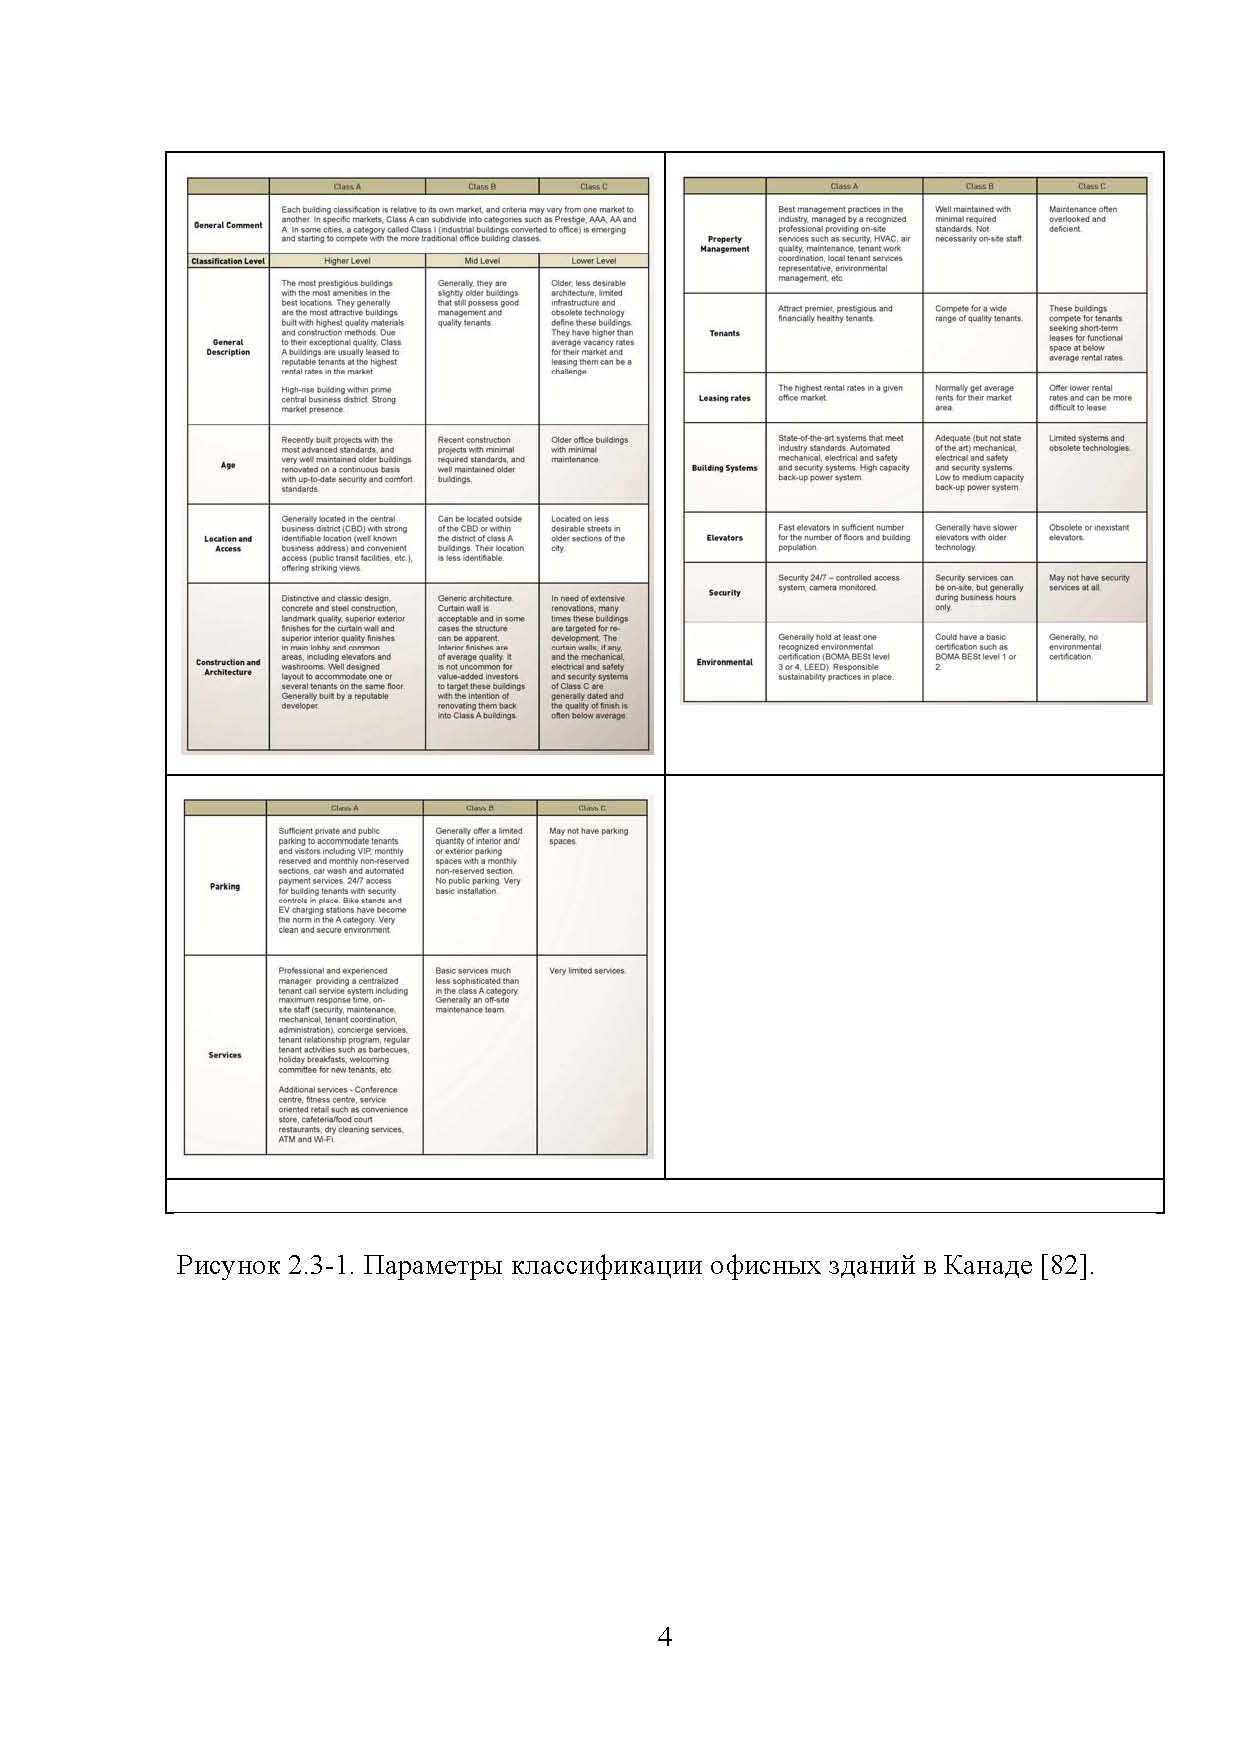 Class A Class B Class C
General Comment
Each building classification is relative to its own market, and criteria may vary from one market to
another. In specific markets, Class A can subdivide into categories such as Prestige, AAA, AA and
A. In some cities, a category called Class I (industrial buildings converted to office) is emerging
and starting to compete with the more traditional office building classes.
Classification Level Higher Level Mid Level Lower Level
General
Description
The most prestigious buildings
with the most amenities in the
best locations. They generally
are the most attractive buildings
built with highest quality materials
and construction methods. Due
to their exceptional quality, Class
A buildings are usually leased to
reputable tenants at the highest
rental rates in the market
High-rise building within prime
central business district. Strong
market presence.
Generally, they are
slightly older buildings
that still possess good
management and
quality tenants.
Older, less desirable
architecture, limited
infrastructure and
obsolete technology
define these buildings.
They have higher than
average vacancy rates
for their market and
leasing them can be a
challenge
Age
Recently built projects with the
most advanced standards, and
very well maintained older buildings
renovated on a continuous basis
with up-to-date security and comfort
standards.
Recent construction
projects with minimal
required standards, and
well maintained older
buildings.
Older office buildings
with minimal
maintenance.
Location and
Access
Generally located in the central
business district (CBD) with strong
identifiable location (well known
business address) and convenient
access (public transit facilities, etc.),
offering striking views.
Can be located outside
of the CBD or within
the district of class A
buildings. Their location
is less identifiable.
Located on less
desirable streets in
older sections of the
city.
Construction and
Architecture
Distinctive and classic design,
concrete and steel construction,
landmark quality, superior exterior
finishes for the curtain wall and
superior interior quality finishes
in main lobby and common
areas, including elevators and
washrooms. Well designed
layout to accommodate one or
several tenants on the same floor.
Generally built by a reputable
developer.
Generic architecture.
Curtain wall is
acceptable and in some
cases the structure
can be apparent.
Interior finishes are
of average quality. It
is not uncommon for
value-added investors
to target these buildings
with the intention of
renovating them back
into Class A buildings.
In need of extensive
renovations, many
times these buildings
are targeted for re-
development. The
curtain walls, if any,
and the mechanical,
electrical and safety
and security systems
of Class C are
generally dated and
the quality of finish is
often below average.
Class A Class B Class C
Property
Management
Best management practices in the
industry, managed by a recognized
professional providing on-site
services such as security, HVAC, air
quality, maintenance, tenant work
coordination, local tenant services
representative, environmental
management, etc.
Well maintained with
minimal required
standards. Not
necessarily on-site staff.
Maintenance often
overlooked and
deficient.
Tenants
Attract premier, prestigious and
financially healthy tenants.
Compete for a wide
range of quality tenants.
These buildings
compete for tenants
seeking short-term
leases for functional
space at below
average rental rates.
Leasing rates
The highest rental rates in a given
office market.
Normally get average
rents for their market
area.
Offer lower rental
rates and can be more
difficult to lease.
Building Systems
State-of-the-art systems that meet
industry standards. Automated
mechanical, electrical and safety
and security systems. High capacity
back-up power system.
Adequate (but not state
of the art) mechanical,
electrical and safety
and security systems.
Low to medium capacity
back-up power system.
Limited systems and
obsolete technologies.
Elevators
Fast elevators in sufficient number
for the number of floors and building
population.
Generally have slower
elevators with older
technology.
Obsolete or inexistant
elevators.
Security
Security 24/7 – controlled access
system, camera monitored.
Security services can
be on-site, but generally
during business hours
only.
May not have security
services at all.
Environmental
Generally hold at least one
recognized environmental
certification (BOMA BESt level
3 or 4, LEED). Responsible
sustainability practices in place.
Could have a basic
certification such as
BOMA BESt level 1 or
2.
Generally, no
environmental
certification.
Class A Class B Class C
Parking
Sufficient private and public
parking to accommodate tenants
and visitors including VIP, monthly
reserved and monthly non-reserved
sections, car wash and automated
payment services. 24/7 access
for building tenants with security
controls in place. Bike stands and
EV charging stations have become
the norm in the A category. Very
clean and secure environment.
Generally offer a limited
quantity of interior and/
or exterior parking
spaces with a monthly
non-reserved section.
No public parking. Very
basic installation.
May not have parking
spaces.
Services
Professional and experienced
manager providing a centralized
tenant call service system including
maximum response time, on-
site staff (security, maintenance,
mechanical, tenant coordination,
administration), concierge services,
tenant relationship program, regular
tenant activities such as barbecues,
holiday breakfasts, welcoming
committee for new tenants, etc.
Additional services - Conference
centre, fitness centre, service
oriented retail such as convenience
store, cafeteria/food court
restaurants, dry cleaning services,
ATM and Wi-Fi.
Basic services much
less sophisticated than
in the class A category.
Generally an off-site
maintenance team.
Very limited services.
Рисунок 2.3-1. Параметры классификации офисных зданий в Канаде [82].
4